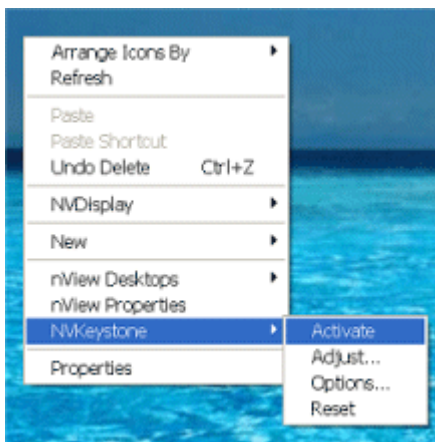 Arrange Icons By
Refresh
Paste
Paste Shortcut
Undo Delete Ctrl+Z
NVDisplay
New
nView Desktops
nView Properties
NVKeystone
Properties
Activate
Adjust...
Options...
Reset